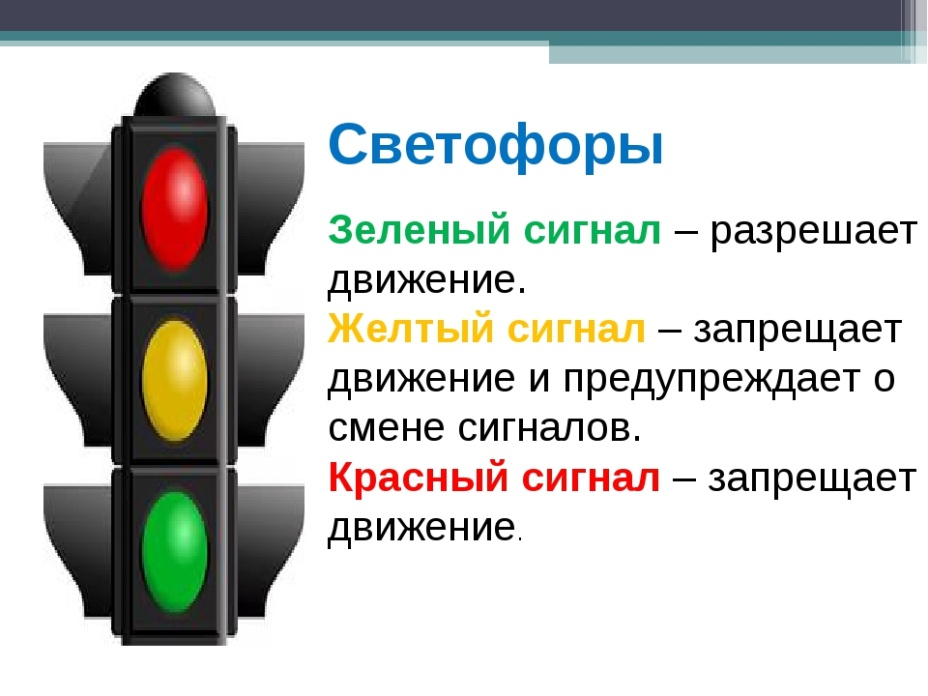 Светофоры
Зеленый сигнал – разрешает
движение.
Желтый сигнал – запрещает
движение и предупреждает о
смене сигналов.
Красный сигнал – запрещает
движение.